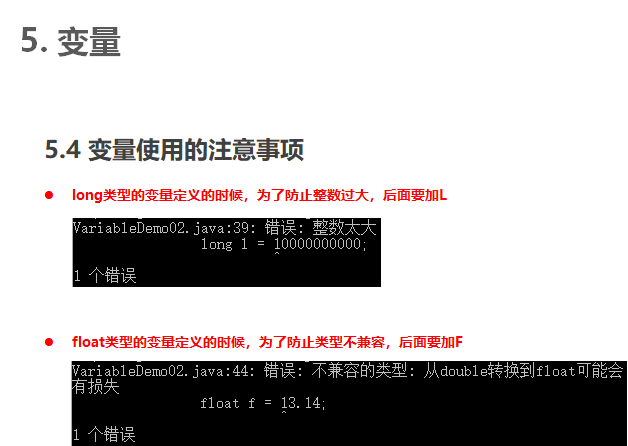 5. 变量
5.4 变量使用的注意事项
● long类型的变量定义的时候，为了防止整数过大，后面要加L
VariableDemo02.java:39: 错误: 整数太大
long l = 10000000000;
^
1 个错误
● float类型的变量定义的时候，为了防止类型不兼容，后面要加F
VariableDemo02.java:44: 错误: 不兼容的类型: 从double转换到float可能会
有损失
float f = 13.14;
^
1 个错误